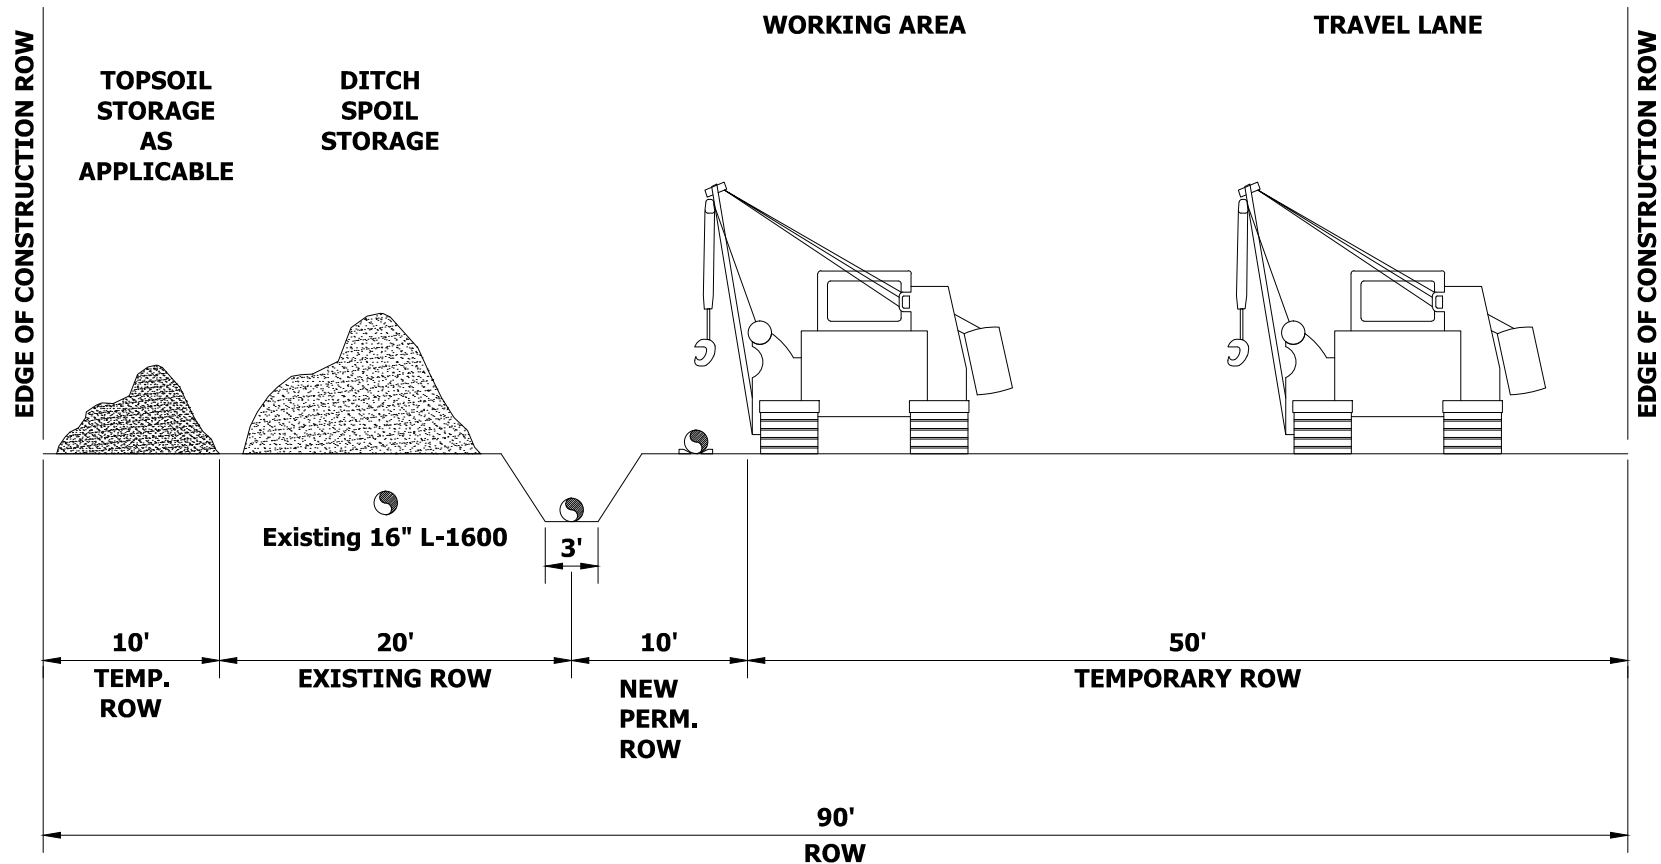 WORKING AREA
TRAVEL LANE
EDGE OF CONSTRUCTION ROW
TOPSOIL
STORAGE
AS
APPLICABLE
DITCH
SPOIL
STORAGE
EDGE OF CONSTRUCTION ROW
Existing 16" L-1600
3'
10'
TEMP.
ROW
20'
EXISTING ROW
10'
NEW
PERM.
ROW
50'
TEMPORARY ROW
90'
ROW